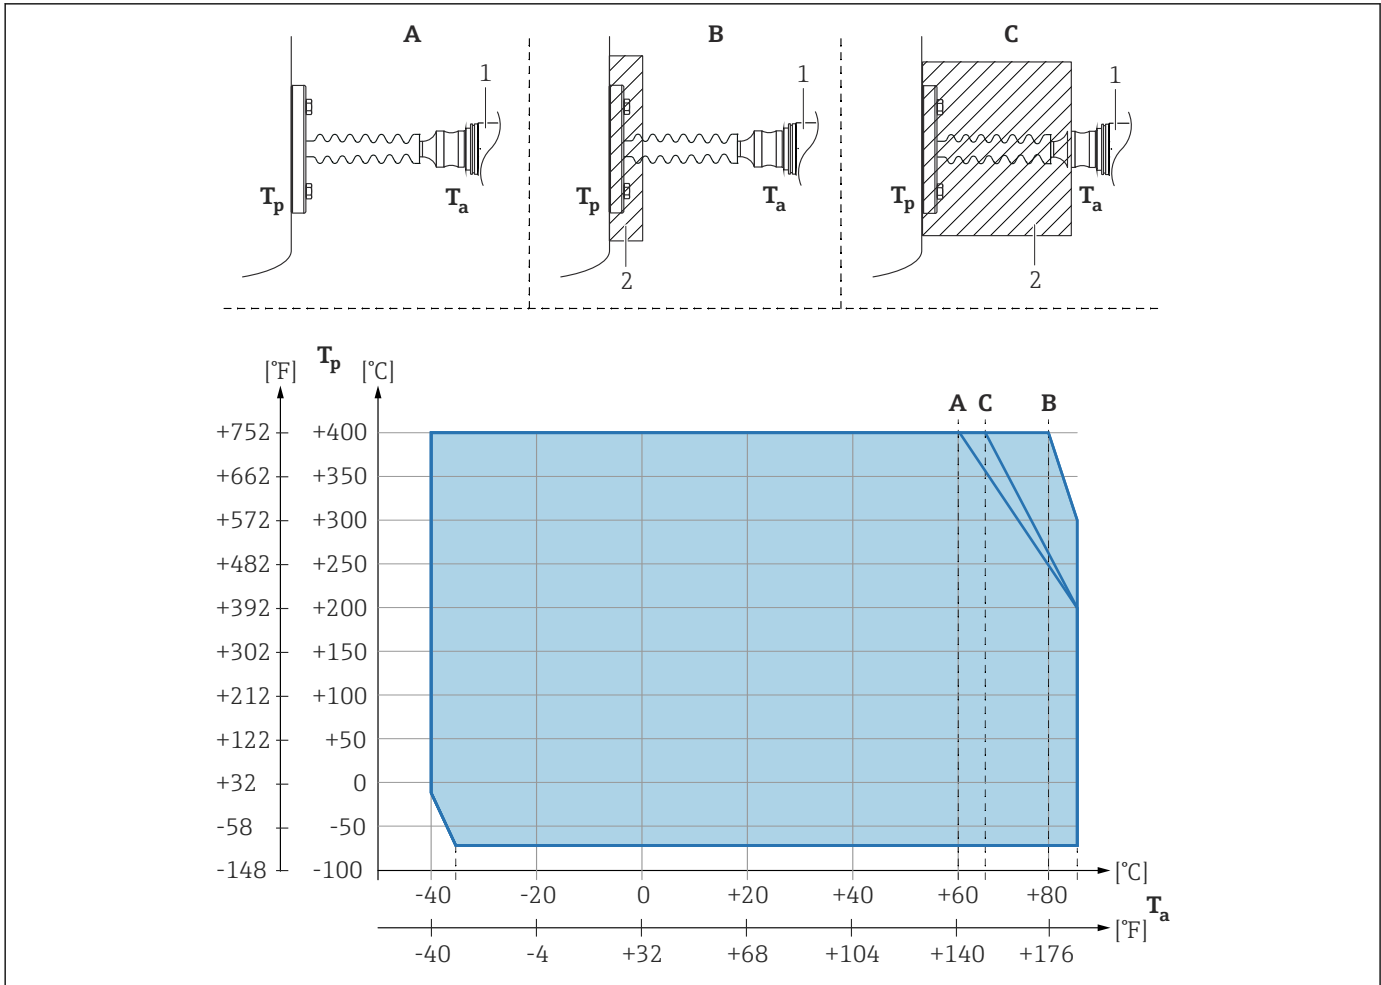 A B C
1 1 1
Tp Ta Tp Ta Tp Ta
2 2
Tp
[°F] [°C]
A C B
+752 +400
+662 +350
+572 +300
+482 +250
+392 +200
+302 +150
+212 +100
+122 +50
+32 0
-58 -50
-148 -100
[°C]
-40 -20 0 +20 +40 +60 +80
Ta
[°F]
-40 -4 +32 +68 +104 +140 +176